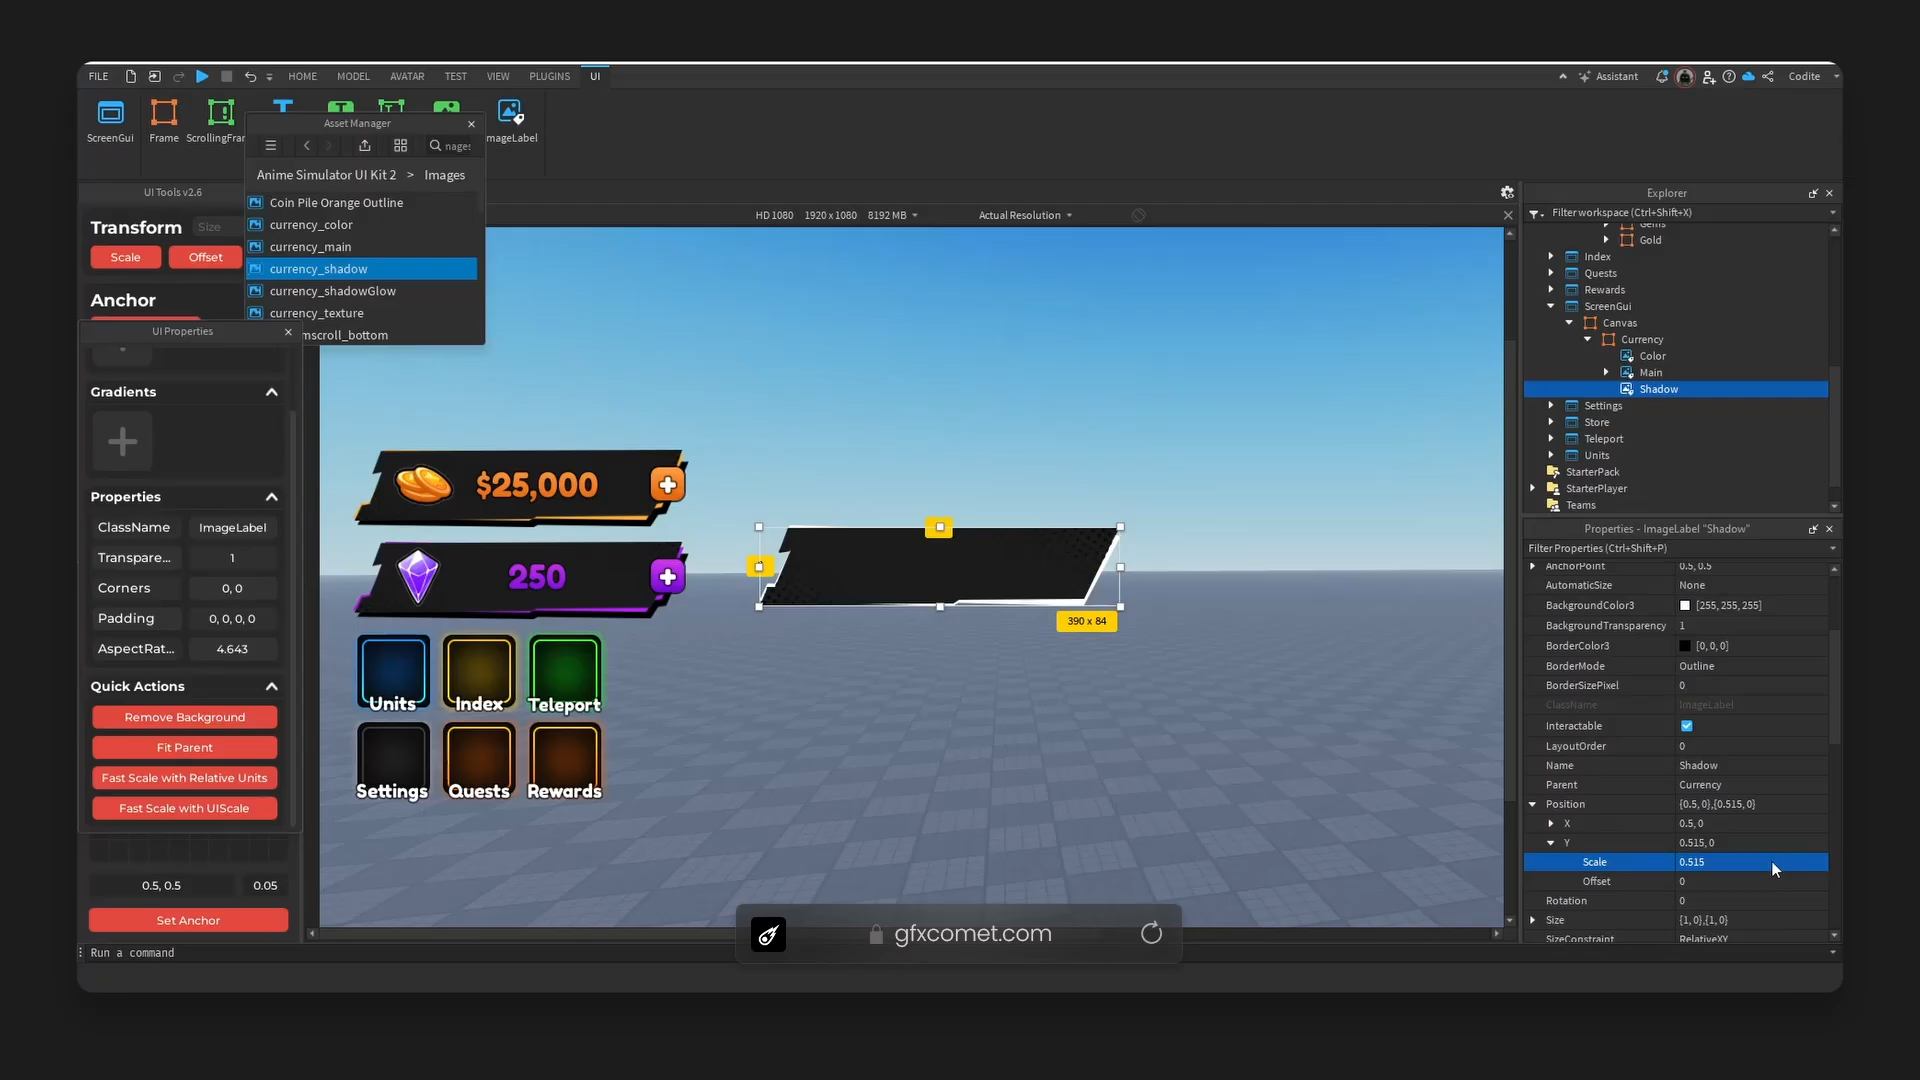 FILE
HOME
MODEL
AVATAR
TEST
VIEW
PLUGINS
UI
Assistant
Codite
ScreenGui
Frame
ScrollingFrar
mageLabel
Asset Manager
nages
Anime Simulator UI Kit 2 > Images
Coin Pile Orange Outline
currency_color
currency_main
currency_shadow
currency_shadowGlow
currency_texture
mscroll_bottom
UI Tools v2.6
Transform
Size
Scale
Offset
Anchor
UI Properties
Gradients
Properties
ClassName ImageLabel
Transpare... 1
Corners 0, 0
Padding 0, 0, 0, 0
AspectRat... 4.643
Quick Actions
Remove Background
Fit Parent
Fast Scale with Relative Units
Fast Scale with UIScale
0.5, 0.5 0.05
Set Anchor
Run a command
HD 1080 1920 x 1080 8192 MB
Actual Resolution
$25,000
250
Units
Index
Teleport
Settings
Quests
Rewards
390 x 84
gfxcomet.com
Explorer
Filter workspace (Ctrl+Shift+X)
Gems
Gold
Index
Quests
Rewards
ScreenGui
Canvas
Currency
Color
Main
Shadow
Settings
Store
Teleport
Units
StarterPack
StarterPlayer
Teams
Properties - ImageLabel "Shadow"
Filter Properties (Ctrl+Shift+P)
AnchorPoint 0.5, 0.5
AutomaticSize None
BackgroundColor3 [255, 255, 255]
BackgroundTransparency 1
BorderColor3 [0, 0, 0]
BorderMode Outline
BorderSizePixel 0
ClassName ImageLabel
Interactable
LayoutOrder 0
Name Shadow
Parent Currency
Position {0.5, 0},{0.515, 0}
X 0.5, 0
Y 0.515, 0
Scale 0.515
Offset 0
Rotation 0
Size {1, 0},{1, 0}
SizeConstraint RelativeXY